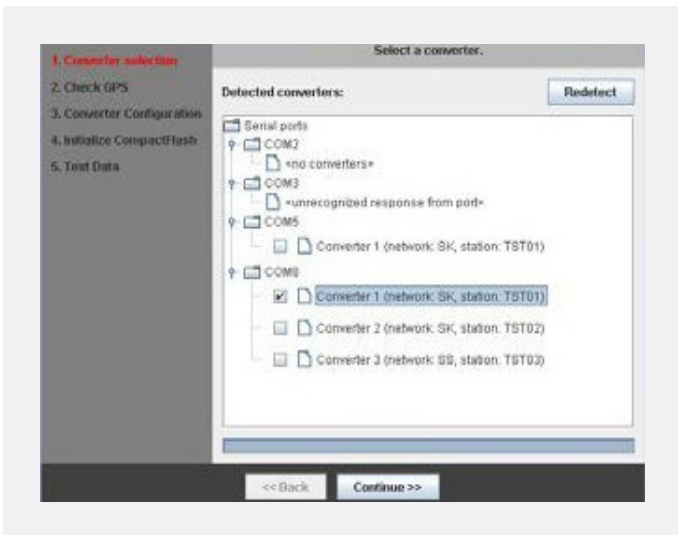 Select a converter.
1. Converter selection
2. Check GPS
3. Converter Configuration
4. Initialize CompactFlash
5. Test Data
Detected converters:
Redetect
Serial ports
COM2
<no converters>
COM3
<unrecognized response from port>
COM5
Converter 1 (network: SK, station: TST01)
COM8
Converter 1 (network: SK, station: TST01)
Converter 2 (network: SK, station: TST02)
Converter 3 (network: SS, station: TST03)
<< Back
Continue >>